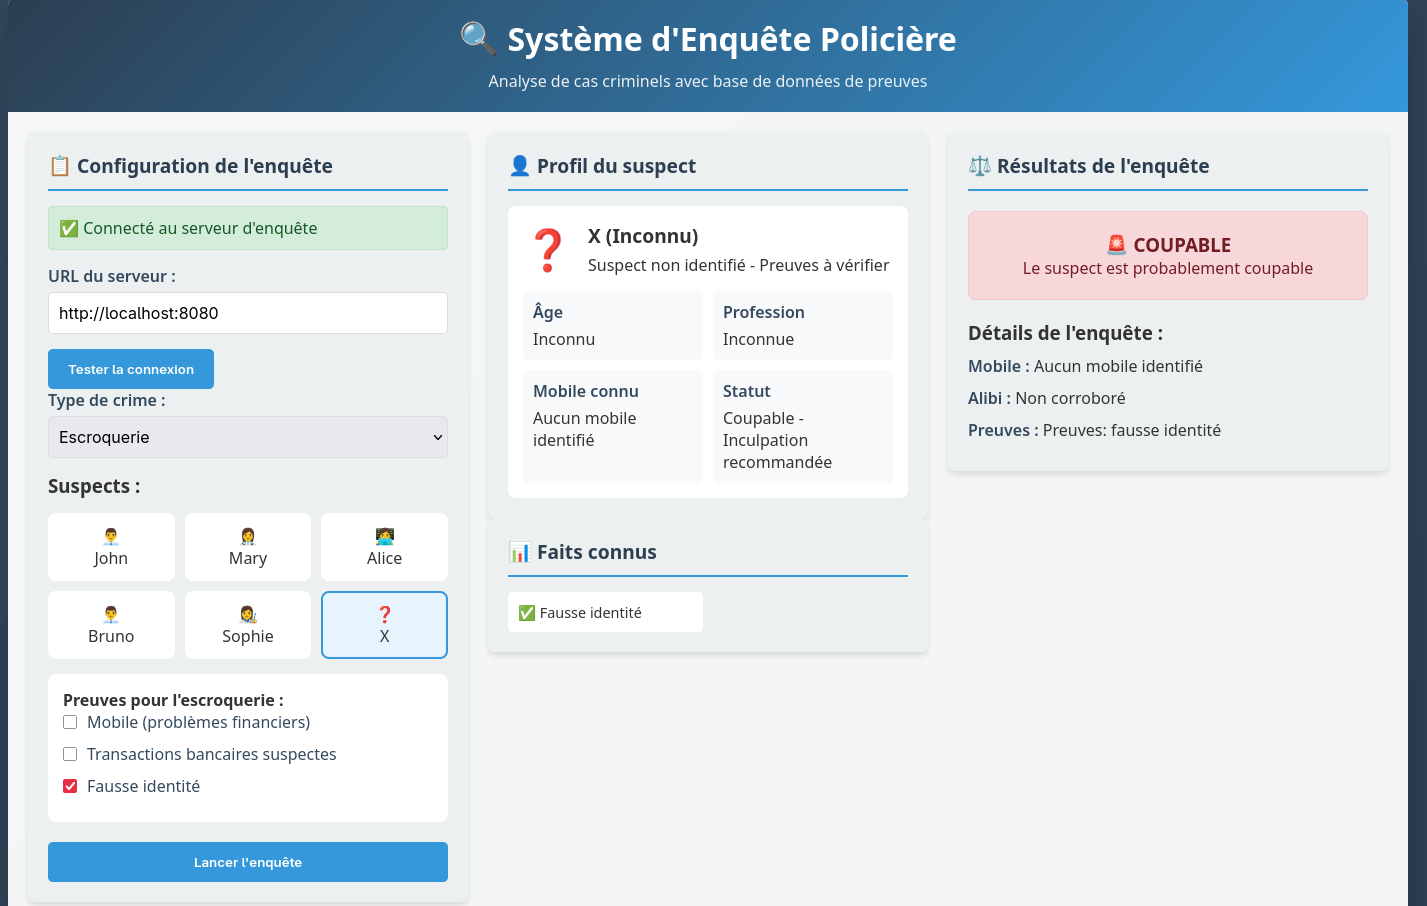 Système d'Enquête Policière
Analyse de cas criminels avec base de données de preuves
Configuration de l'enquête
Connecté au serveur d'enquête
URL du serveur :
http://localhost:8080
Tester la connexion
Type de crime :
Escroquerie
Suspects :
John
Mary
Alice
Bruno
Sophie
X
Preuves pour l'escroquerie :
Mobile (problèmes financiers)
Transactions bancaires suspectes
Fausse identité
Lancer l'enquête
Profil du suspect
X (Inconnu)
Suspect non identifié - Preuves à vérifier
Âge
Inconnu
Profession
Inconnue
Mobile connu
Aucun mobile
identifié
Statut
Coupable -
Inculpation
recommandée
Faits connus
Fausse identité
Résultats de l'enquête
COUPABLE
Le suspect est probablement coupable
Détails de l'enquête :
Mobile : Aucun mobile identifié
Alibi : Non corroboré
Preuves : Preuves: fausse identité